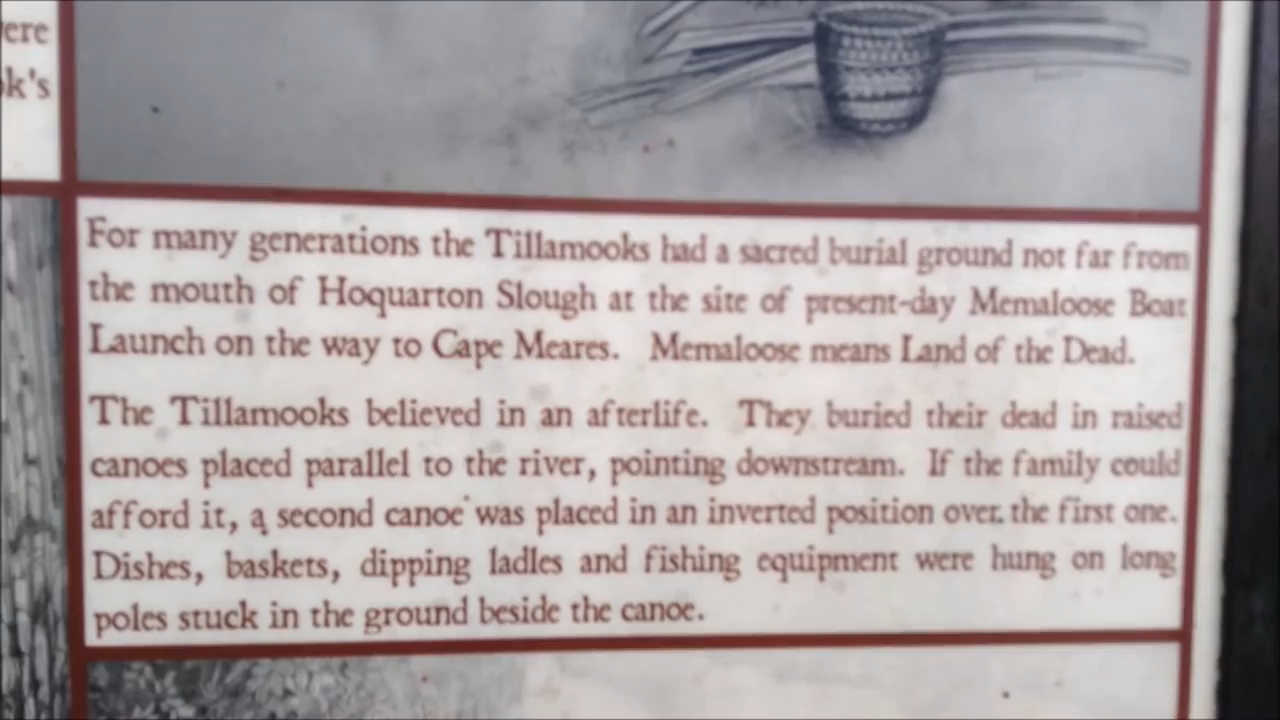 ere
ok's
For many generations the Tillamooks had a sacred burial ground not far from
the mouth of Hoquarton Slough at the site of present-day Memaloose Boat
Launch on the way to Cape Meares. Memaloose means Land of the Dead.
The Tillamooks believed in an afterlife. They buried their dead in raised
canoes placed parallel to the river, pointing downstream. If the family could
afford it, a second canoe was placed in an inverted position over the first one.
Dishes, baskets, dipping ladles and fishing equipment were hung on long
poles stuck in the ground beside the canoe.